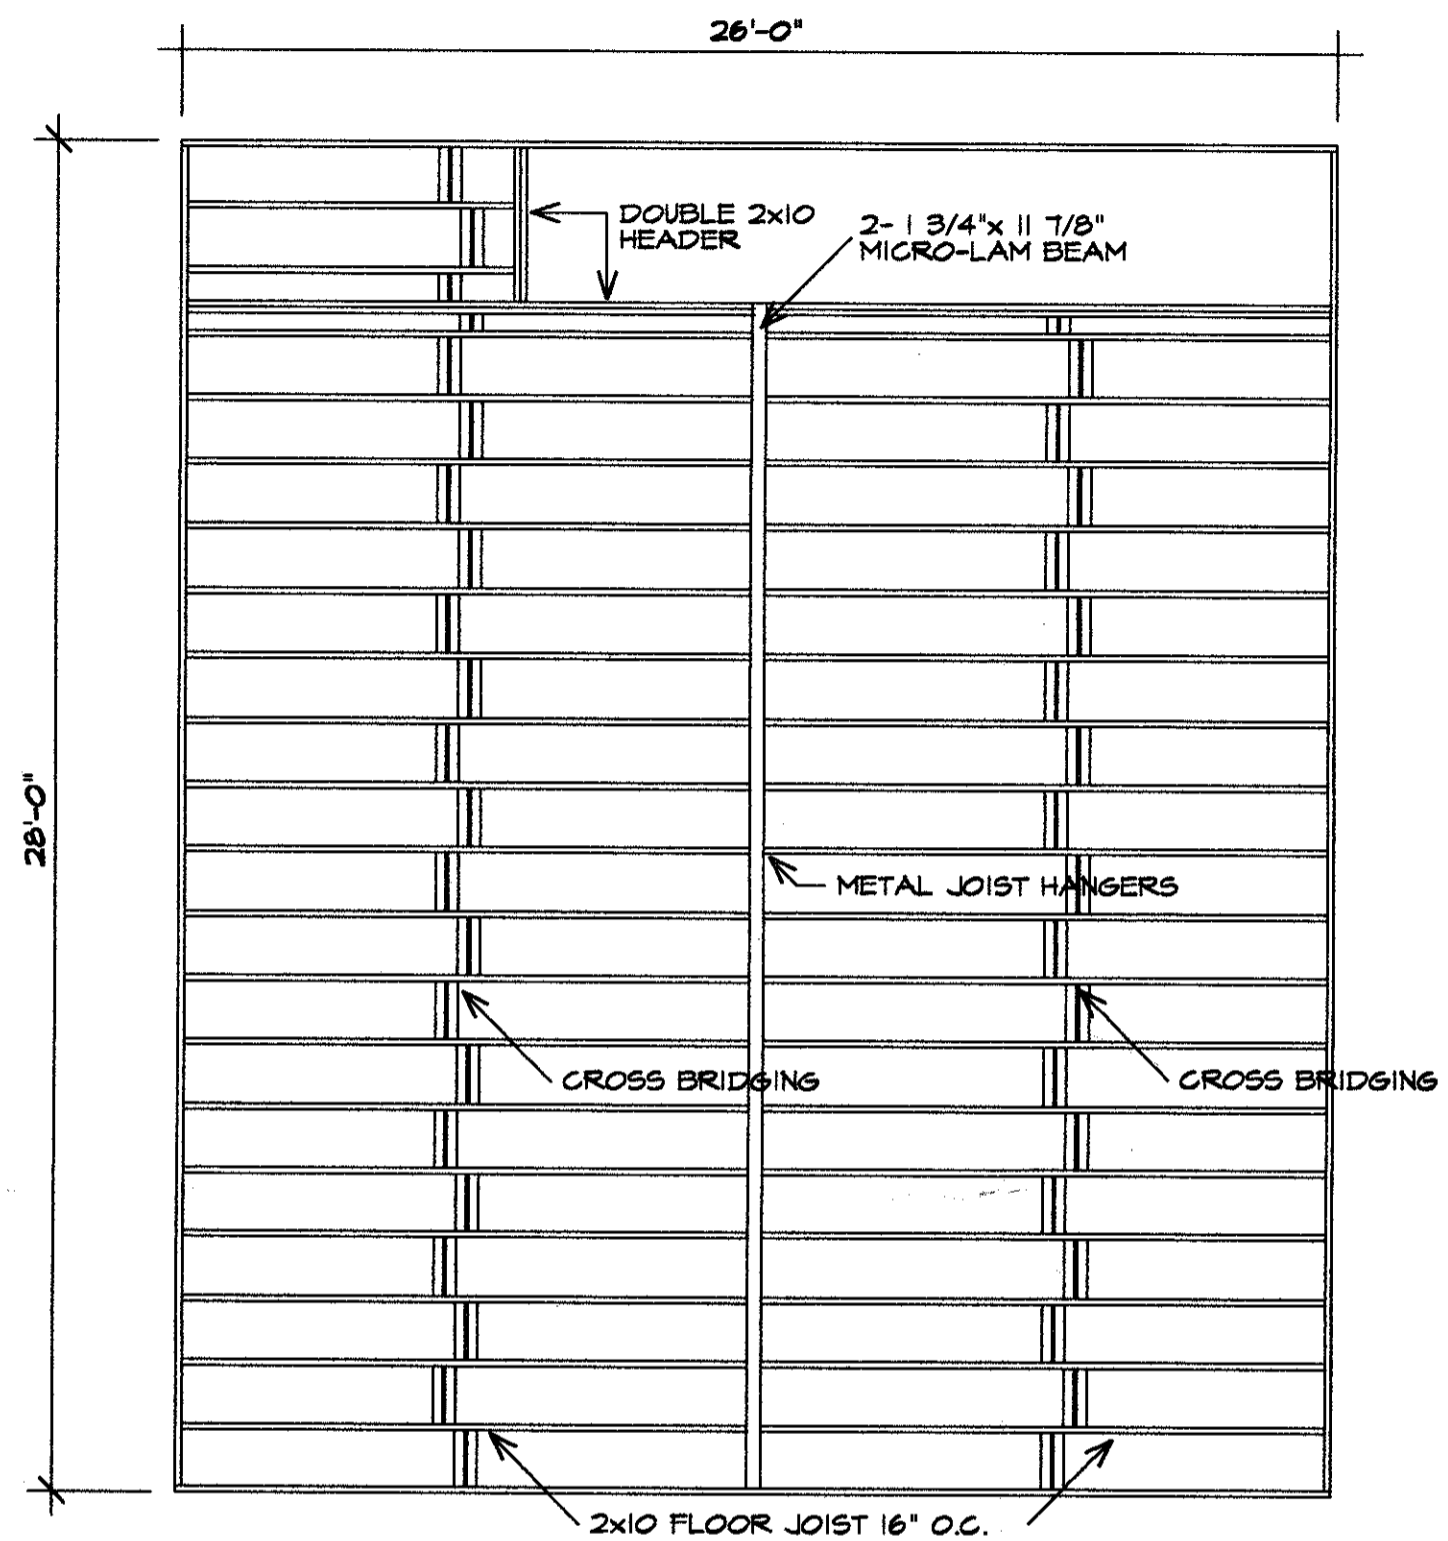 26'-0"
DOUBLE 2x10
HEADER
2- 1 3/4"x 11 7/8"
MICRO-LAM BEAM
28'-0"
METAL JOIST HANGERS
CROSS BRIDGING
CROSS BRIDGING
2x10 FLOOR JOIST 16" O.C.